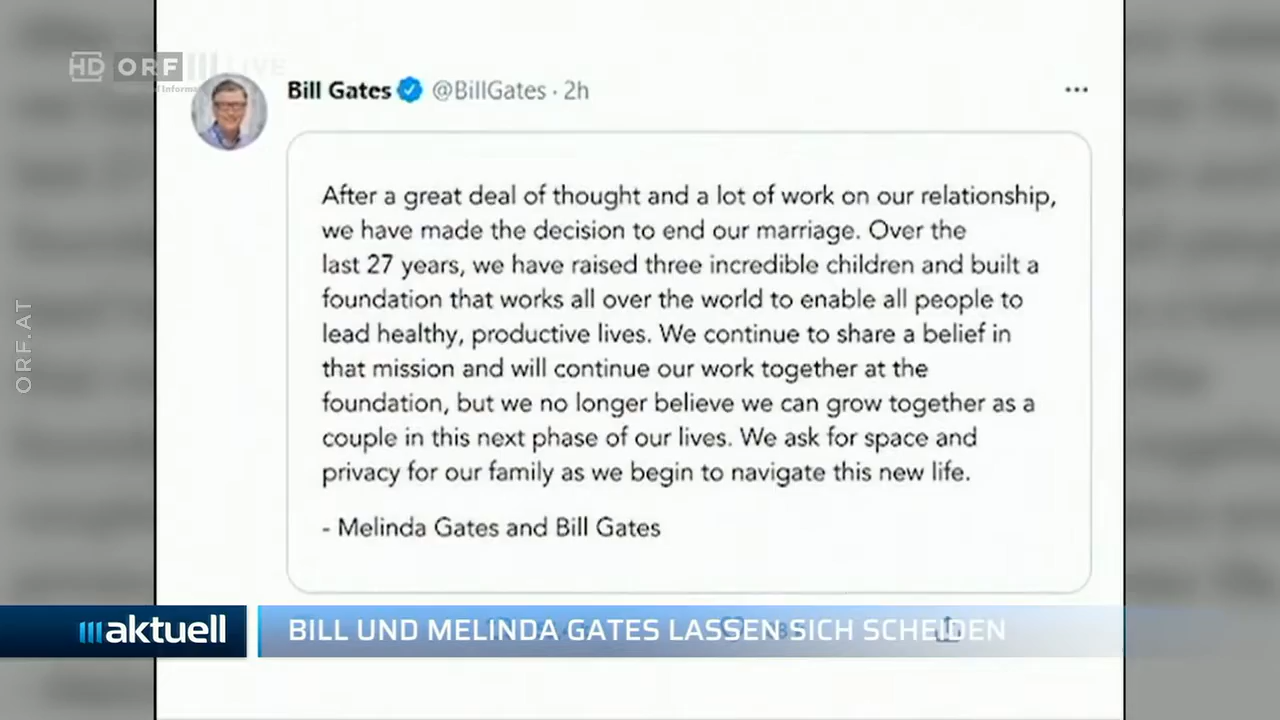 HD ORF III LIVE
Bill Gates @BillGates · 2h
After a great deal of thought and a lot of work on our relationship,
we have made the decision to end our marriage. Over the
last 27 years, we have raised three incredible children and built a
foundation that works all over the world to enable all people to
lead healthy, productive lives. We continue to share a belief in
that mission and will continue our work together at the
foundation, but we no longer believe we can grow together as a
couple in this next phase of our lives. We ask for space and
privacy for our family as we begin to navigate this new life.
- Melinda Gates and Bill Gates
ORF.AT
III aktuell
BILL UND MELINDA GATES LASSEN SICH SCHEIDEN